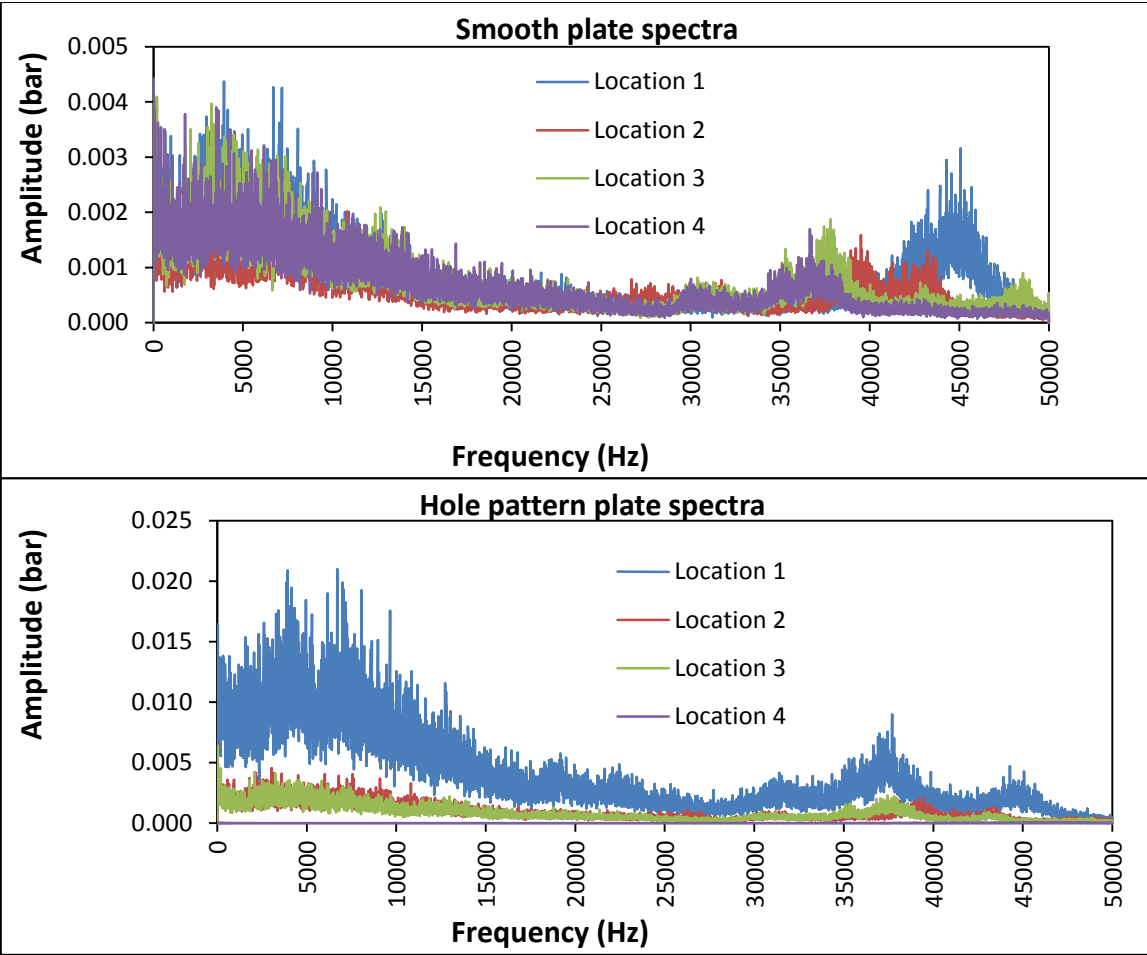 Smooth plate spectra
Amplitude (bar)
0.005
0.004
0.003
0.002
0.001
0.000
Location 1
Location 2
Location 3
Location 4
0 5000 10000 15000 20000 25000 30000 35000 40000 45000 50000
Frequency (Hz)
Hole pattern plate spectra
Amplitude (bar)
0.025
0.020
0.015
0.010
0.005
0.000
Location 1
Location 2
Location 3
Location 4
0 5000 10000 15000 20000 25000 30000 35000 40000 45000 50000
Frequency (Hz)